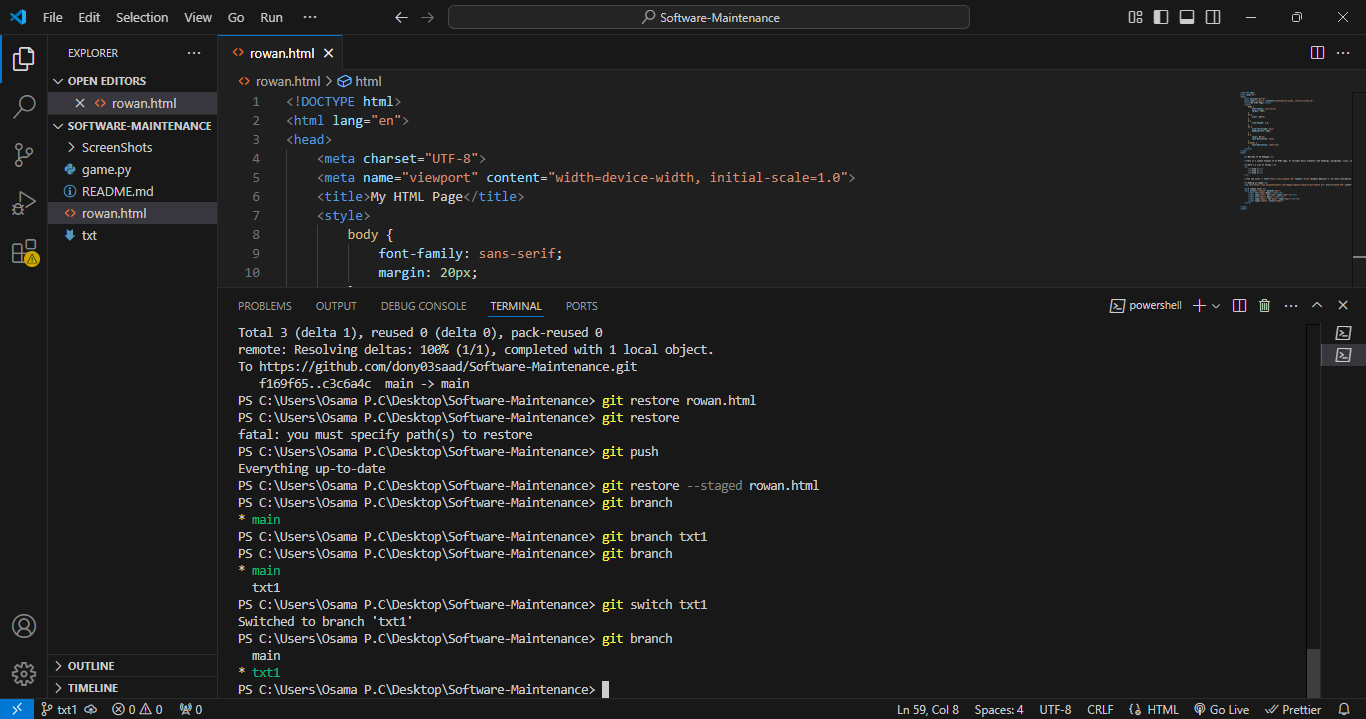 File Edit Selection View Go Run ···
Software-Maintenance
EXPLORER ···
OPEN EDITORS
rowan.html
SOFTWARE-MAINTENANCE
ScreenShots
game.py
README.md
rowan.html
txt
OUTLINE
TIMELINE
rowan.html
rowan.html > html
1 <!DOCTYPE html>
2 <html lang="en">
3 <head>
4 <meta charset="UTF-8">
5 <meta name="viewport" content="width=device-width, initial-scale=1.0">
6 <title>My HTML Page</title>
7 <style>
8 body {
9 font-family: sans-serif;
10 margin: 20px;
PROBLEMS OUTPUT DEBUG CONSOLE TERMINAL PORTS powershell
Total 3 (delta 1), reused 0 (delta 0), pack-reused 0
remote: Resolving deltas: 100% (1/1), completed with 1 local object.
To https://github.com/dony03saad/Software-Maintenance.git
f169f65..c3c6a4c main -> main
PS C:\Users\Osama P.C\Desktop\Software-Maintenance> git restore rowan.html
PS C:\Users\Osama P.C\Desktop\Software-Maintenance> git restore
fatal: you must specify path(s) to restore
PS C:\Users\Osama P.C\Desktop\Software-Maintenance> git push
Everything up-to-date
PS C:\Users\Osama P.C\Desktop\Software-Maintenance> git restore --staged rowan.html
PS C:\Users\Osama P.C\Desktop\Software-Maintenance> git branch
* main
PS C:\Users\Osama P.C\Desktop\Software-Maintenance> git branch txt1
PS C:\Users\Osama P.C\Desktop\Software-Maintenance> git branch
* main
txt1
PS C:\Users\Osama P.C\Desktop\Software-Maintenance> git switch txt1
Switched to branch 'txt1'
PS C:\Users\Osama P.C\Desktop\Software-Maintenance> git branch
main
* txt1
PS C:\Users\Osama P.C\Desktop\Software-Maintenance>
txt1 0 0 0 Ln 59, Col 8 Spaces: 4 UTF-8 CRLF HTML Go Live Prettier